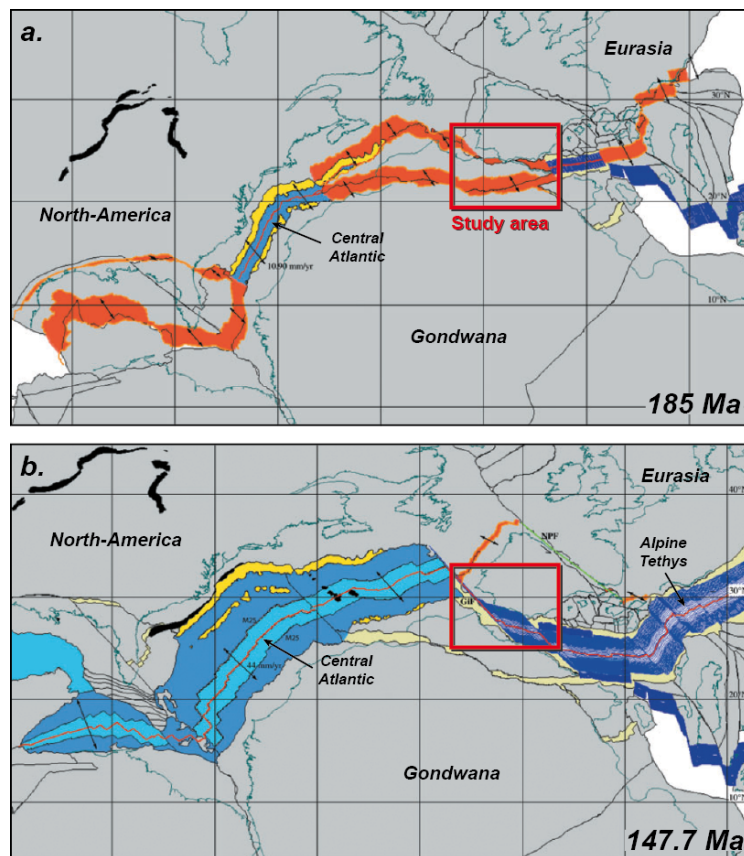 a.
Eurasia
30°N
North-America
20°N
Study area
Central
Atlantic
10.90 mm/yr
10°N
Gondwana
185 Ma
b.
Eurasia
40°N
North-America
NPF
Alpine
Tethys
30°N
GiF
M25
M25
Central
Atlantic
44 mm/yr
20°N
Gondwana
10°N
147.7 Ma